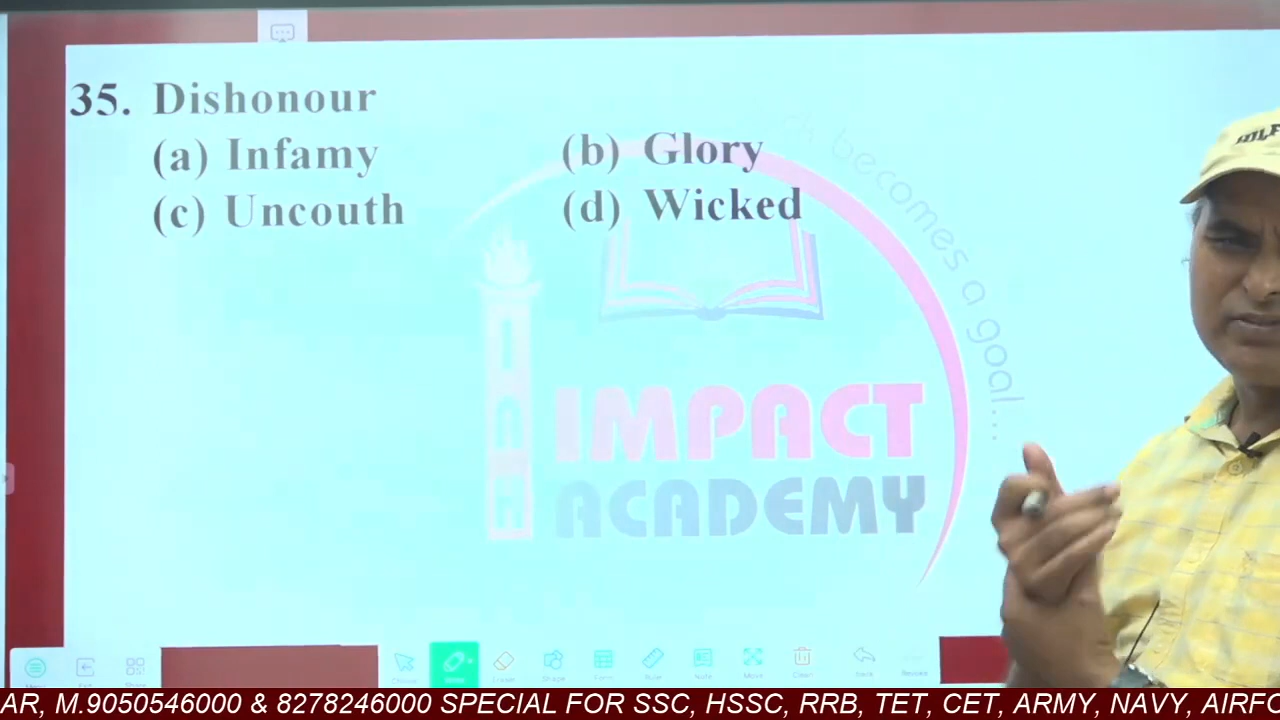 35. Dishonour
(a) Infamy (b) Glory
(c) Uncouth (d) Wicked
becomes a goal...
IMPACT
ACADEMY
AR, M.9050546000 & 8278246000 SPECIAL FOR SSC, HSSC, RRB, TET, CET, ARMY, NAVY, AIRFO